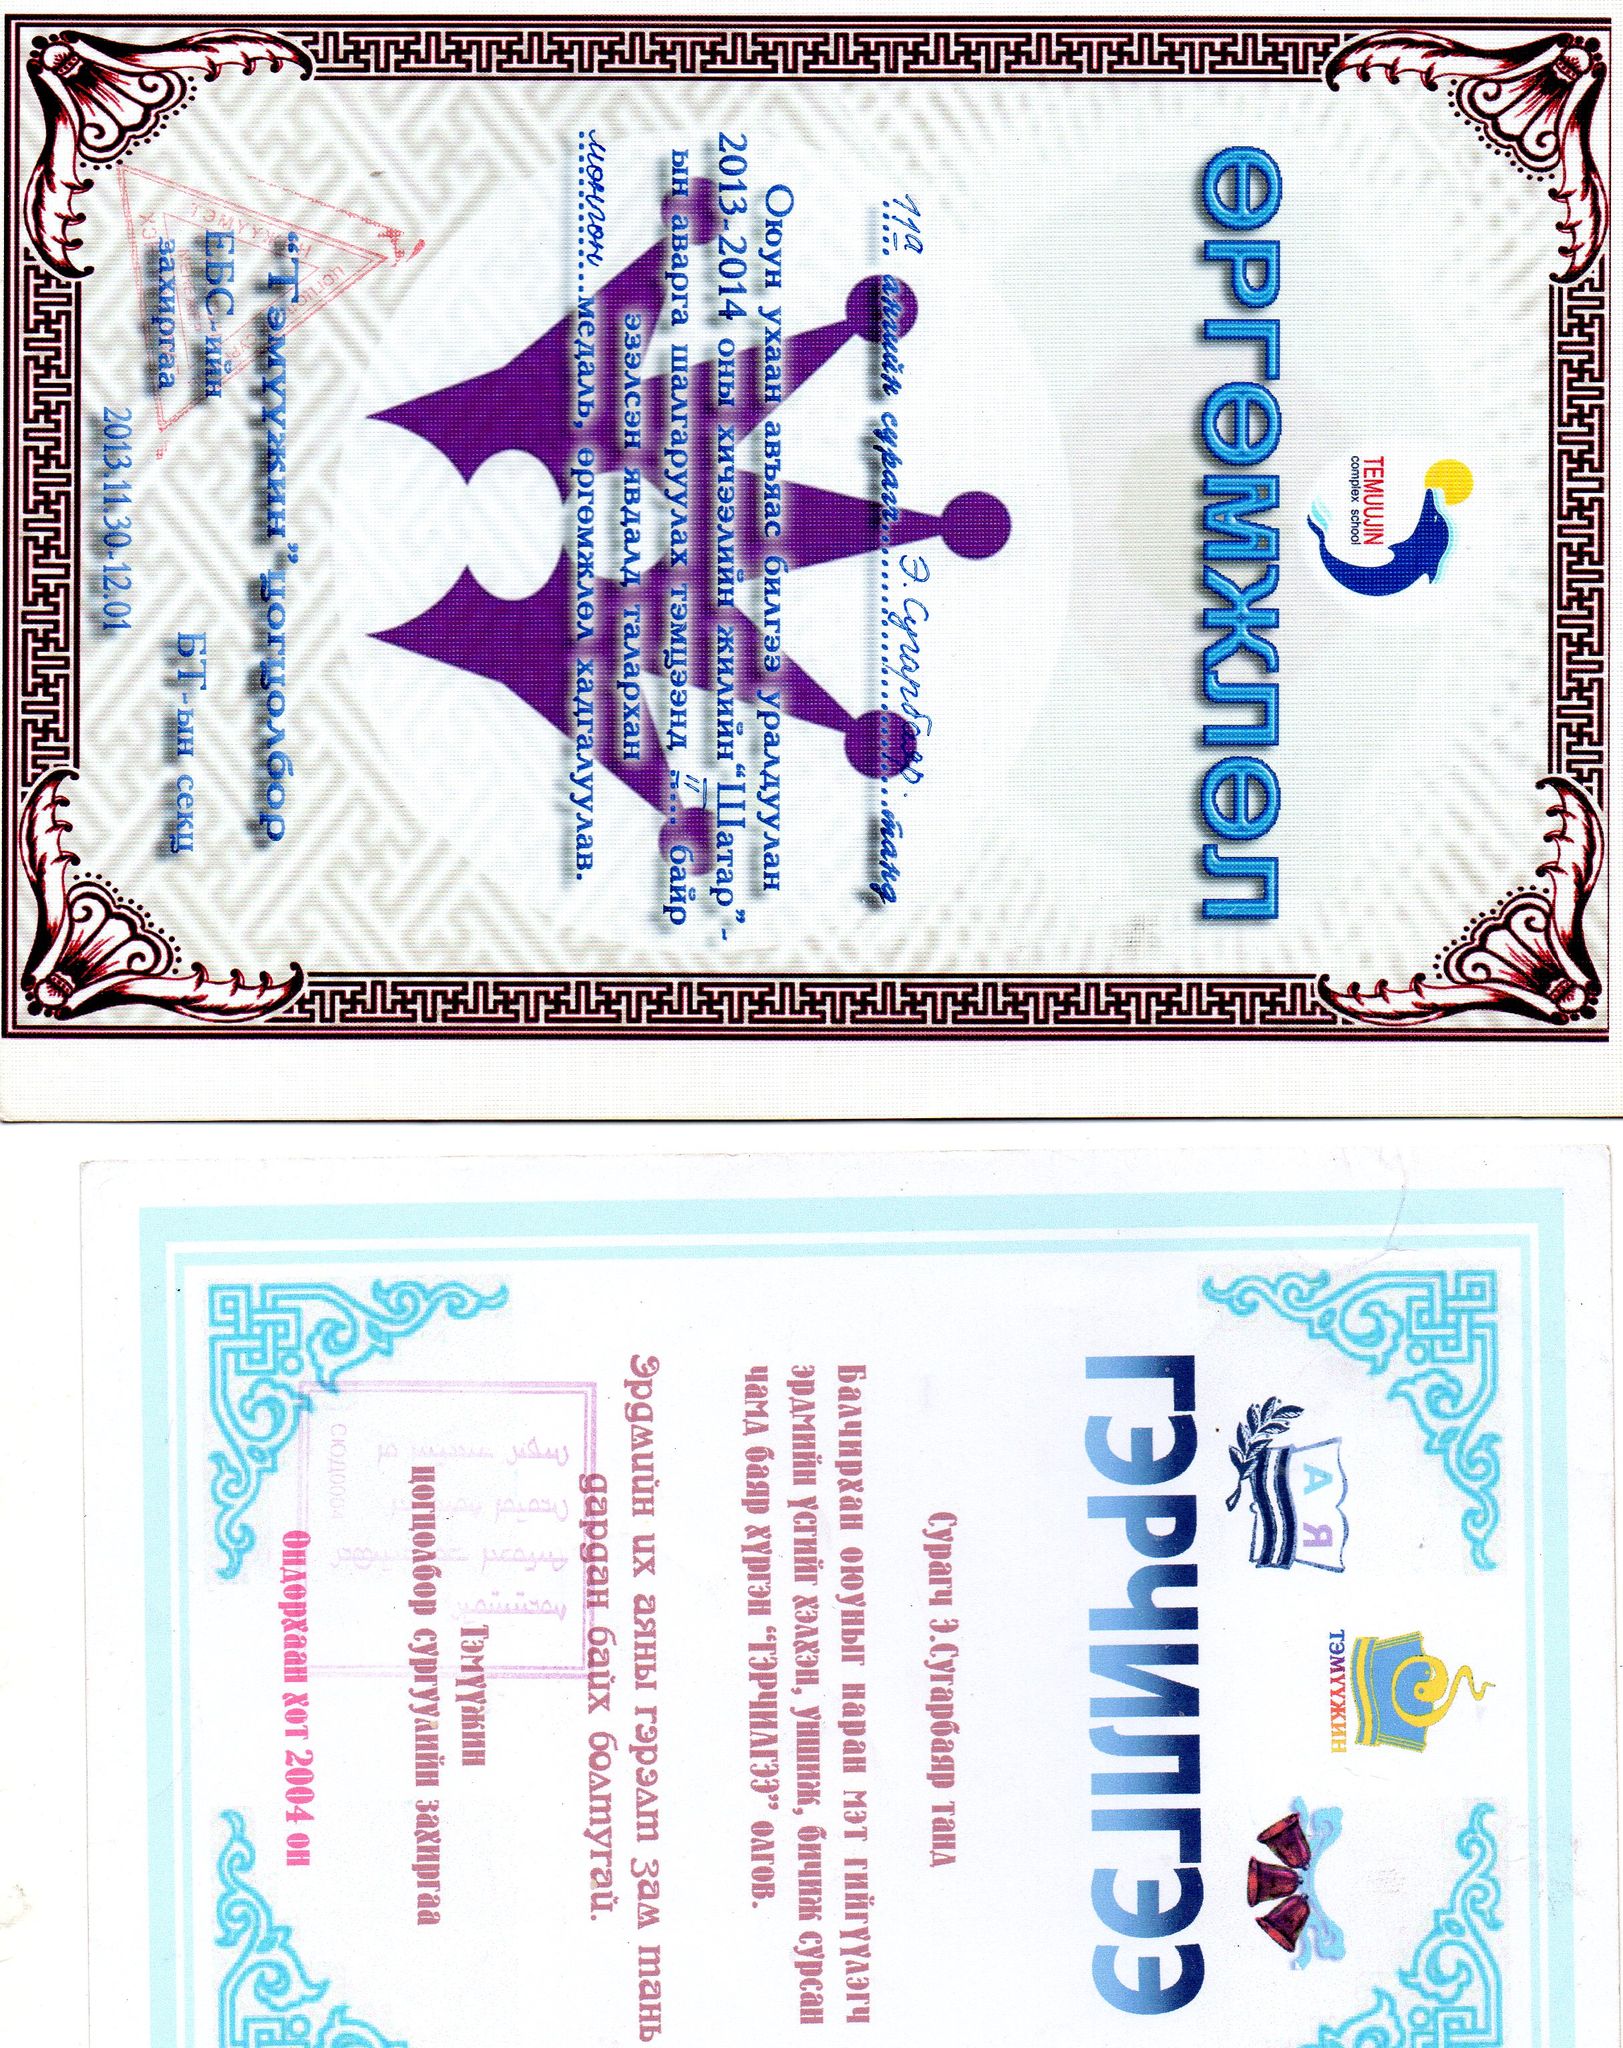 TEMUUJIN
complex school
ӨРГӨМЖЛӨЛ
11а ангийн сурагч Э. Сугарбаяр. танд
Оюун ухаан авъяас билгээ уралдуулан
2013-2014 оны хичээлийн жилийн "Шатар"-
ын аварга шалгаруулах тэмцээнд II байр
эзэлсэн явдалд талархан
мөнгөн медаль, өргөмжлөл хадгалуулав.
"Тэмүүжин" цогцолбор
ЕБС-ийн
захиргаа
БТ-ын секц
2013.11.30-12.01
ТЭМҮҮЖИН
А Я
ГЭРЧИЛГЭЭ
Сурагч Э.Сугарбаяр танд
Балчирхан оюуныг наран мэт гийгүүлэгч
эрдмийн үсгийг хэлхэн, уншиж, бичиж сурсан
чамд баяр хүргэн "ГЭРЧИЛГЭЭ" олгов.
Эрдмийн их аяны гэрэлт зам тань
дардан байх болтугай.
Тэмүүжин
цогцолбор сургуулийн захиргаа
СЮД0004
Өндөрхаан хот 2004 он